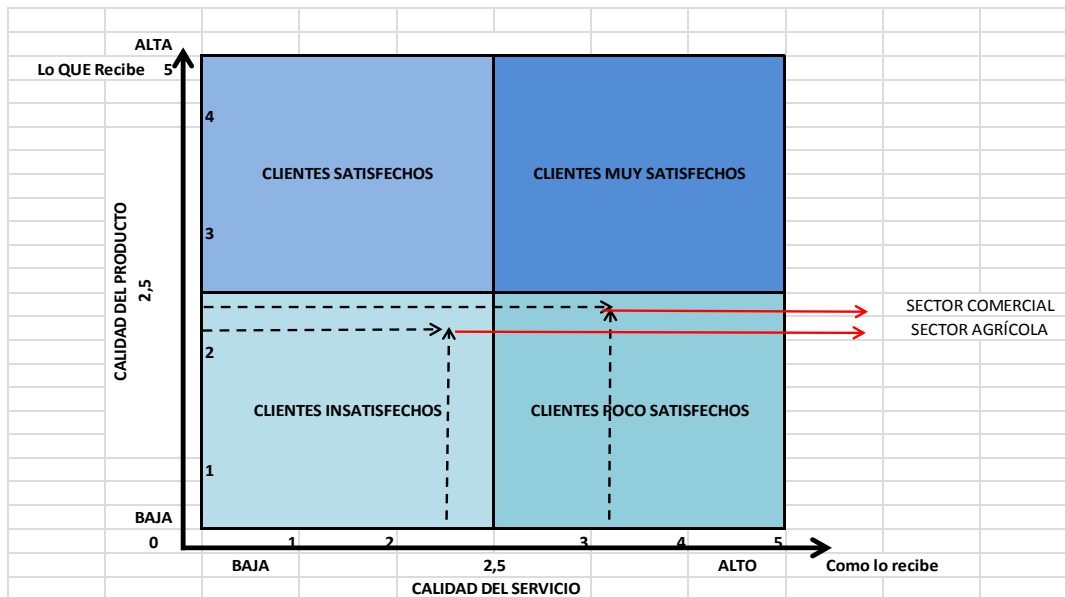 ALTA
Lo QUE Recibe 5
4
CLIENTES SATISFECHOS
CLIENTES MUY SATISFECHOS
3
CALIDAD DEL PRODUCTO
2,5
SECTOR COMERCIAL
SECTOR AGRÍCOLA
2
CLIENTES INSATISFECHOS
CLIENTES POCO SATISFECHOS
1
BAJA
0 1 2 3 4 5
BAJA 2,5 ALTO Como lo recibe
CALIDAD DEL SERVICIO